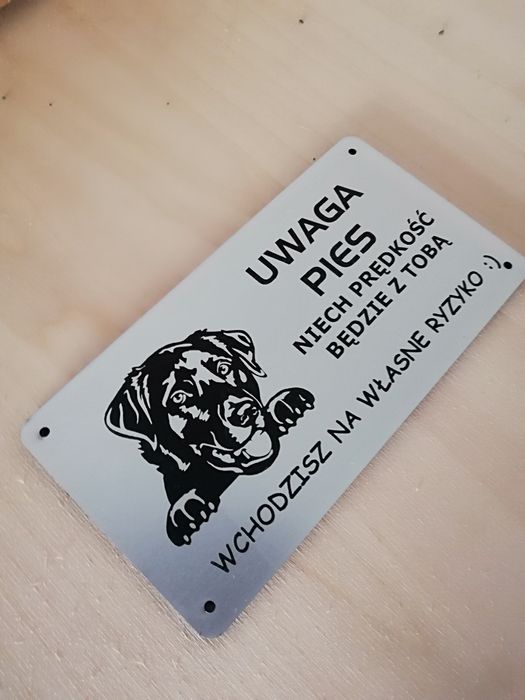 UWAGA
PIES
NIECH PRĘDKOŚĆ
BĘDZIE Z TOBĄ
WCHODZISZ NA WŁASNE RYZYKO :)